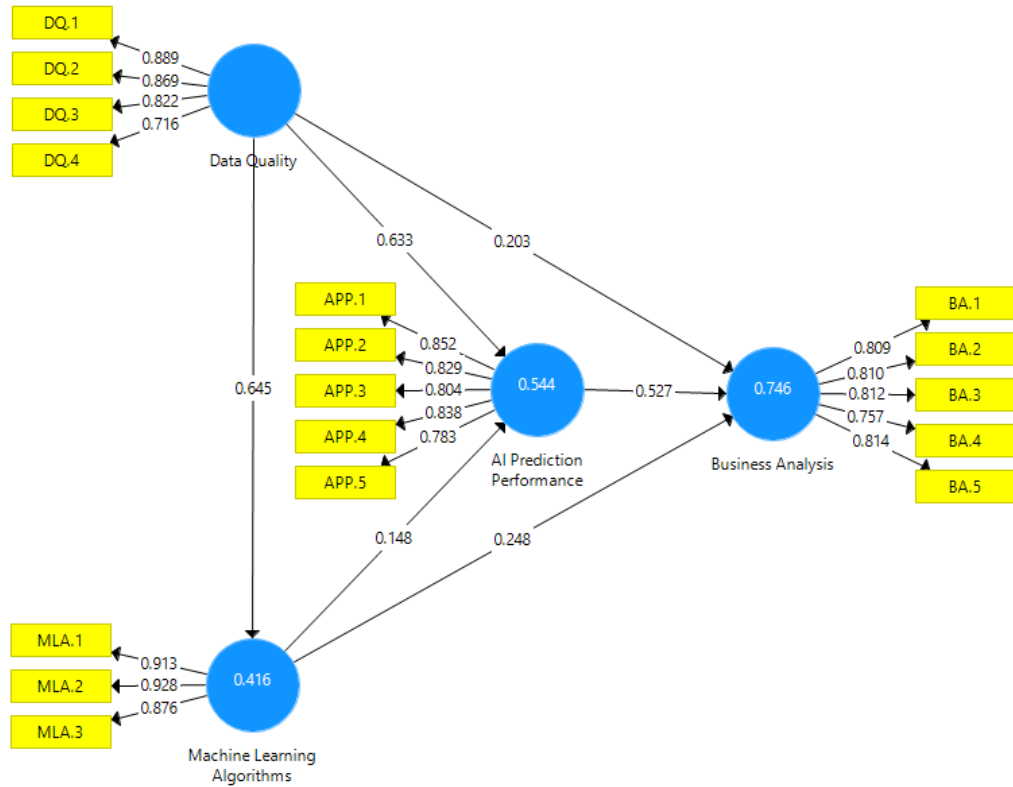 DQ.1
DQ.2
DQ.3
DQ.4
0.889
0.869
0.822
0.716
Data Quality
0.633
0.203
0.645
APP.1
APP.2
APP.3
APP.4
APP.5
0.852
0.829
0.804
0.838
0.783
0.544
AI Prediction
Performance
0.527
0.746
Business Analysis
0.809
0.810
0.812
0.757
0.814
BA.1
BA.2
BA.3
BA.4
BA.5
0.148
0.248
MLA.1
MLA.2
MLA.3
0.913
0.928
0.876
0.416
Machine Learning
Algorithms